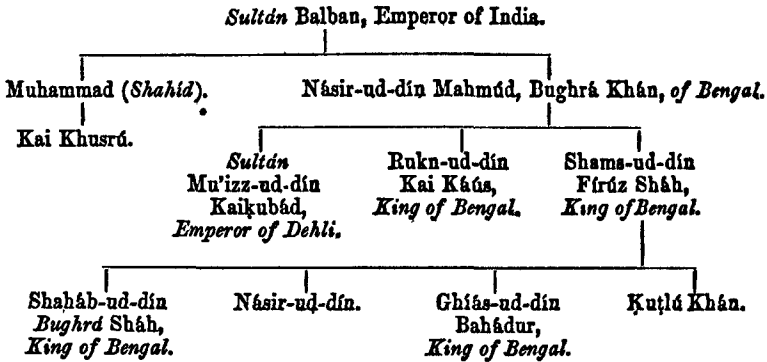 Sultán Balban, Emperor of India.
Muhammad (Shahíd).
Násir-ud-dín Mahmúd, Bughrá Khán, of Bengal.
Kai Khusrú.
Sultán
Mu'izz-ud-dín
Kaiḳubád,
Emperor of Dehli.
Rukn-ud-dín
Kai Káús,
King of Bengal.
Shams-ud-dín
Fírúz Sháh,
King of Bengal.
Shaháb-ud-dín
Bughrá Sháh,
King of Bengal.
Násir-ud-dín.
Ghíás-ud-dín
Bahádur,
King of Bengal.
Ḳuṭlú Khán.